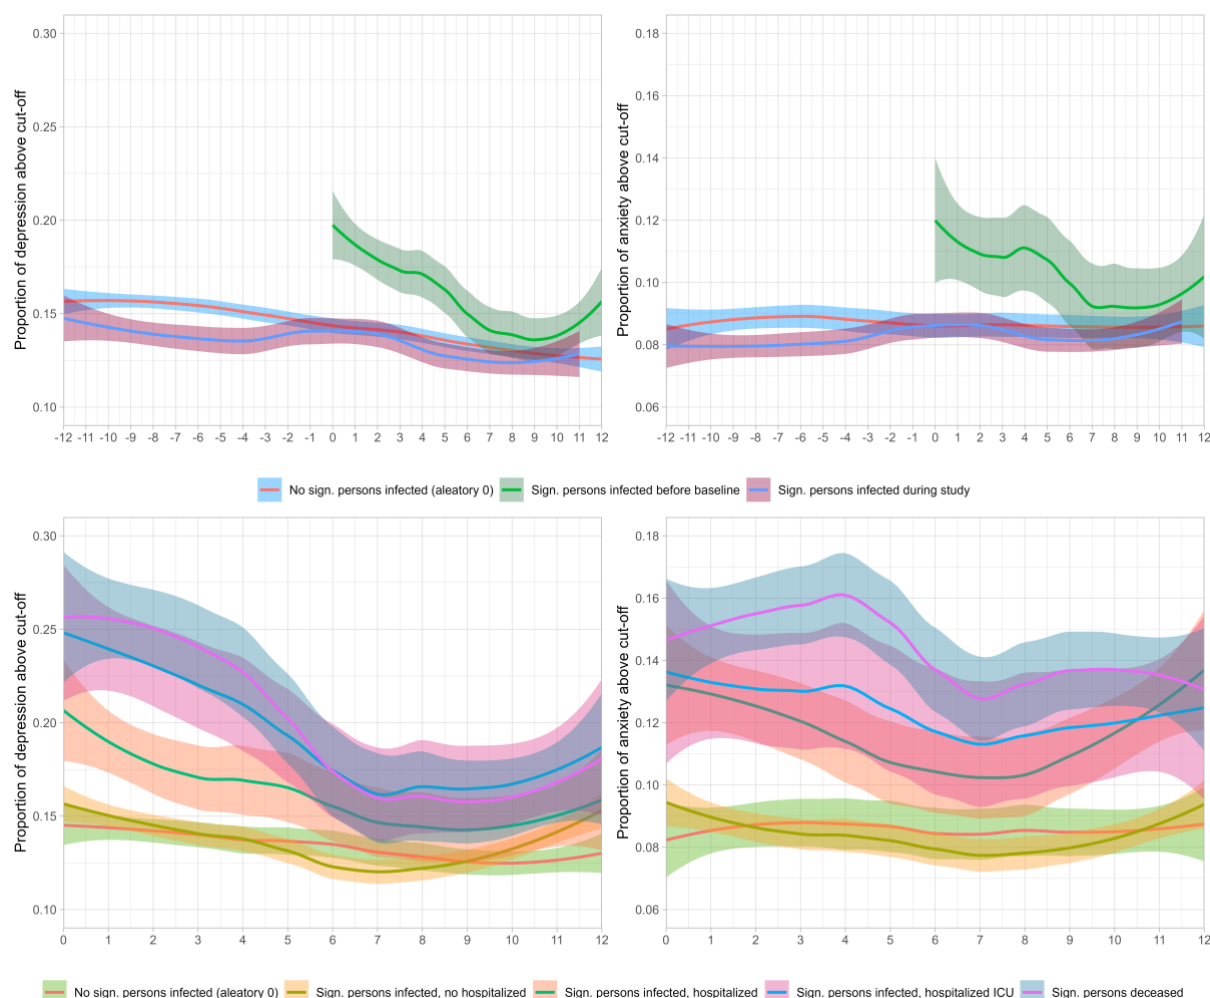 Proportion of depression above cut-off
0.30
0.25
0.20
0.15
0.10
-12 -11 -10 -9 -8 -7 -6 -5 -4 -3 -2 -1 0 1 2 3 4 5 6 7 8 9 10 11 12
Proportion of anxiety above cut-off
0.18
0.16
0.14
0.12
0.10
0.08
0.06
-12 -11 -10 -9 -8 -7 -6 -5 -4 -3 -2 -1 0 1 2 3 4 5 6 7 8 9 10 11 12
No sign. persons infected (aleatory 0) Sign. persons infected before baseline Sign. persons infected during study
Proportion of depression above cut-off
0.30
0.25
0.20
0.15
0.10
0 1 2 3 4 5 6 7 8 9 10 11 12
Proportion of anxiety above cut-off
0.18
0.16
0.14
0.12
0.10
0.08
0.06
0 1 2 3 4 5 6 7 8 9 10 11 12
No sign. persons infected (aleatory 0) Sign. persons infected, no hospitalized Sign. persons infected, hospitalized Sign. persons infected, hospitalized ICU Sign. persons deceased